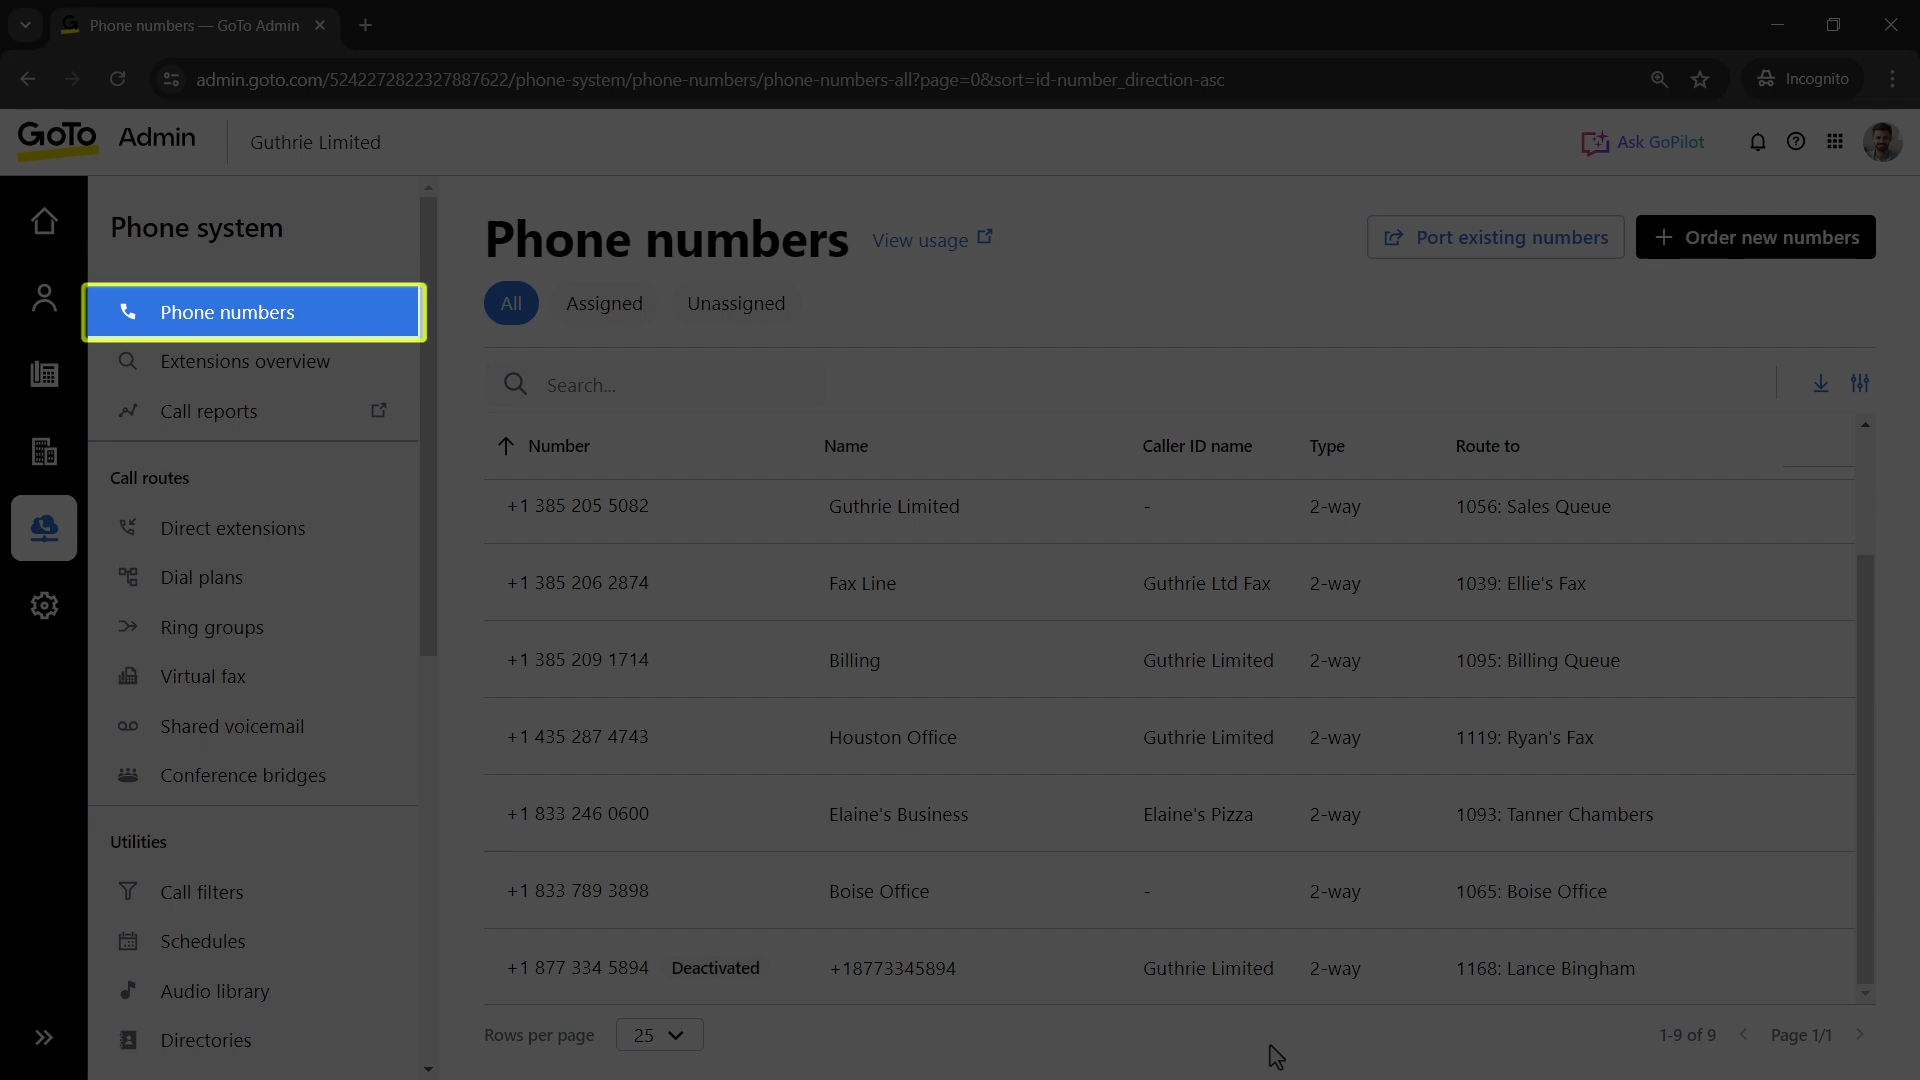 Phone numbers — GoTo Admin
admin.goto.com/5242272822327887622/phone-system/phone-numbers/phone-numbers-all?page=0&sort=id-number_direction-asc
Incognito
GoTo Admin
Guthrie Limited
Ask GoPilot
Phone system
Phone numbers
Extensions overview
Call reports
Call routes
Direct extensions
Dial plans
Ring groups
Virtual fax
Shared voicemail
Conference bridges
Utilities
Call filters
Schedules
Audio library
Directories
Phone numbers View usage
Port existing numbers
Order new numbers
All Assigned Unassigned
Search...
Number Name Caller ID name Type Route to
+1 385 205 5082 Guthrie Limited - 2-way 1056: Sales Queue
+1 385 206 2874 Fax Line Guthrie Ltd Fax 2-way 1039: Ellie's Fax
+1 385 209 1714 Billing Guthrie Limited 2-way 1095: Billing Queue
+1 435 287 4743 Houston Office Guthrie Limited 2-way 1119: Ryan's Fax
+1 833 246 0600 Elaine's Business Elaine's Pizza 2-way 1093: Tanner Chambers
+1 833 789 3898 Boise Office - 2-way 1065: Boise Office
+1 877 334 5894 Deactivated +18773345894 Guthrie Limited 2-way 1168: Lance Bingham
Rows per page 25
1-9 of 9 Page 1/1